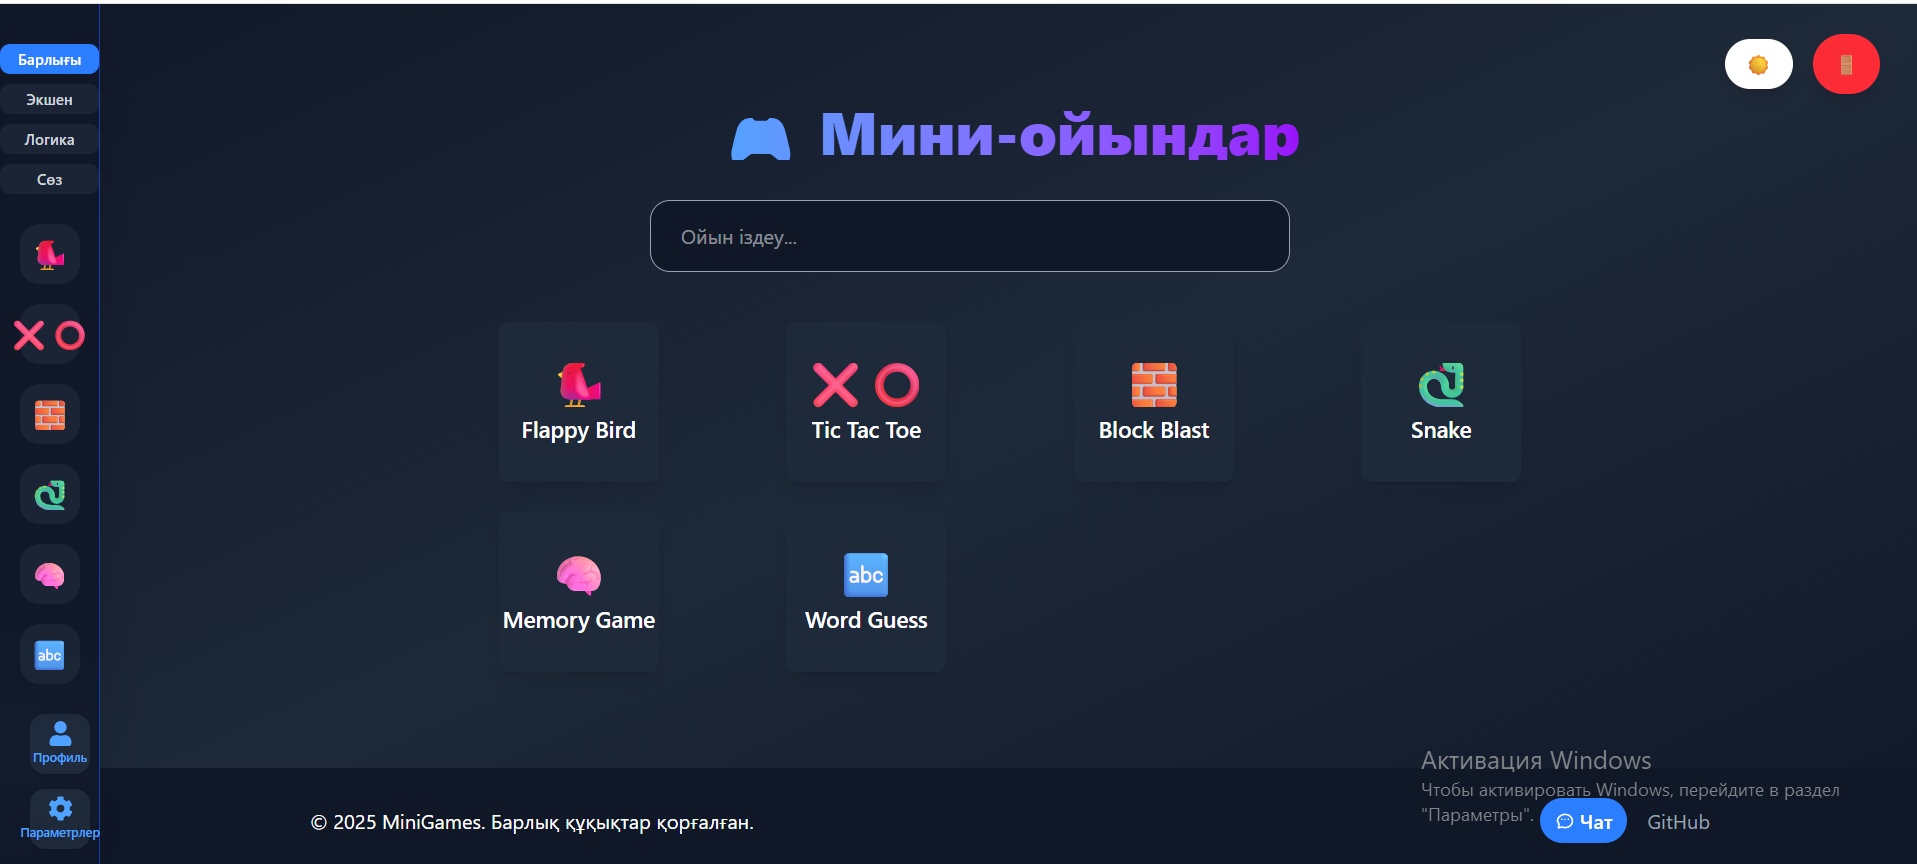 Барлығы
Экшен
Логика
Сөз
Профиль
Параметрлер
Мини-ойындар
Ойын іздеу...
Flappy Bird
Tic Tac Toe
Block Blast
Snake
Memory Game
abc
Word Guess
abc
Активация Windows
Чтобы активировать Windows, перейдите в раздел
"Параметры".
© 2025 MiniGames. Барлық құқықтар қорғалған.
Чат
GitHub